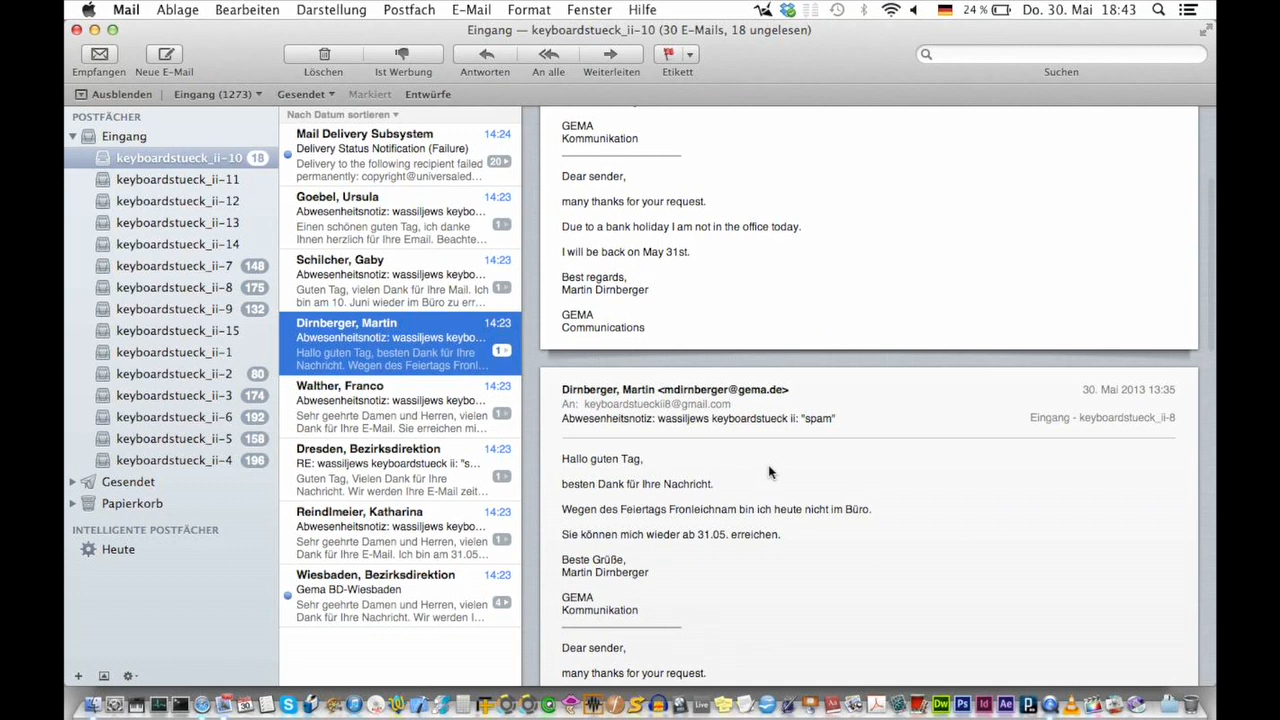 Mail Ablage Bearbeiten Darstellung Postfach E-Mail Format Fenster Hilfe 24 % Do. 30. Mai 18:43
Eingang — keyboardstueck_ii-10 (30 E-Mails, 18 ungelesen)
Empfangen Neue E-Mail Löschen Ist Werbung Antworten An alle Weiterleiten Etikett Suchen
Ausblenden Eingang (1273) Gesendet Markiert Entwürfe
POSTFÄCHER
Eingang
keyboardstueck_ii-10 18
keyboardstueck_ii-11
keyboardstueck_ii-12
keyboardstueck_ii-13
keyboardstueck_ii-14
keyboardstueck_ii-7 148
keyboardstueck_ii-8 175
keyboardstueck_ii-9 132
keyboardstueck_ii-15
keyboardstueck_ii-1
keyboardstueck_ii-2 80
keyboardstueck_ii-3 174
keyboardstueck_ii-6 192
keyboardstueck_ii-5 158
keyboardstueck_ii-4 196
Gesendet
Papierkorb
INTELLIGENTE POSTFÄCHER
Heute
Nach Datum sortieren
Mail Delivery Subsystem 14:24
Delivery Status Notification (Failure)
Delivery to the following recipient failed 20
permanently: copyright@universaled…
Goebel, Ursula 14:23
Abwesenheitsnotiz: wassiljews keybo…
Einen schönen guten Tag, ich danke 1
Ihnen herzlich für Ihre Email. Beachte…
Schilcher, Gaby 14:23
Abwesenheitsnotiz: wassiljews keybo…
Guten Tag, vielen Dank für Ihre Mail. Ich 1
bin am 10. Juni wieder im Büro zu err…
Dirnberger, Martin 14:23
Abwesenheitsnotiz: wassiljews keybo…
Hallo guten Tag, besten Dank für Ihre 1
Nachricht. Wegen des Feiertags Fronl…
Walther, Franco 14:23
Abwesenheitsnotiz: wassiljews keybo…
Sehr geehrte Damen und Herren, vielen 1
Dank für Ihre E-Mail. Sie erreichen mi…
Dresden, Bezirksdirektion 14:23
RE: wassiljews keyboardstueck ii: "s…
Guten Tag, Vielen Dank für Ihre 1
Nachricht. Wir werden Ihre E-Mail zeit…
Reindlmeier, Katharina 14:23
Abwesenheitsnotiz: wassiljews keybo…
Sehr geehrte Damen und Herren, vielen 1
Dank für Ihre E-Mail. Ich bin am 31.05…
Wiesbaden, Bezirksdirektion 14:23
Gema BD-Wiesbaden
Sehr geehrte Damen und Herren, vielen 4
Dank für Ihre Nachricht. Wir werden I…
GEMA
Kommunikation
Dear sender,
many thanks for your request.
Due to a bank holiday I am not in the office today.
I will be back on May 31st.
Best regards,
Martin Dirnberger
GEMA
Communications
Dirnberger, Martin <mdirnberger@gema.de> 30. Mai 2013 13:35
An: keyboardstueckii8@gmail.com
Abwesenheitsnotiz: wassiljews keyboardstueck ii: "spam" Eingang - keyboardstueck_ii-8
Hallo guten Tag,
besten Dank für Ihre Nachricht.
Wegen des Feiertags Fronleichnam bin ich heute nicht im Büro.
Sie können mich wieder ab 31.05. erreichen.
Beste Grüße,
Martin Dirnberger
GEMA
Kommunikation
Dear sender,
many thanks for your request.
Live Dw Ps Id Ae